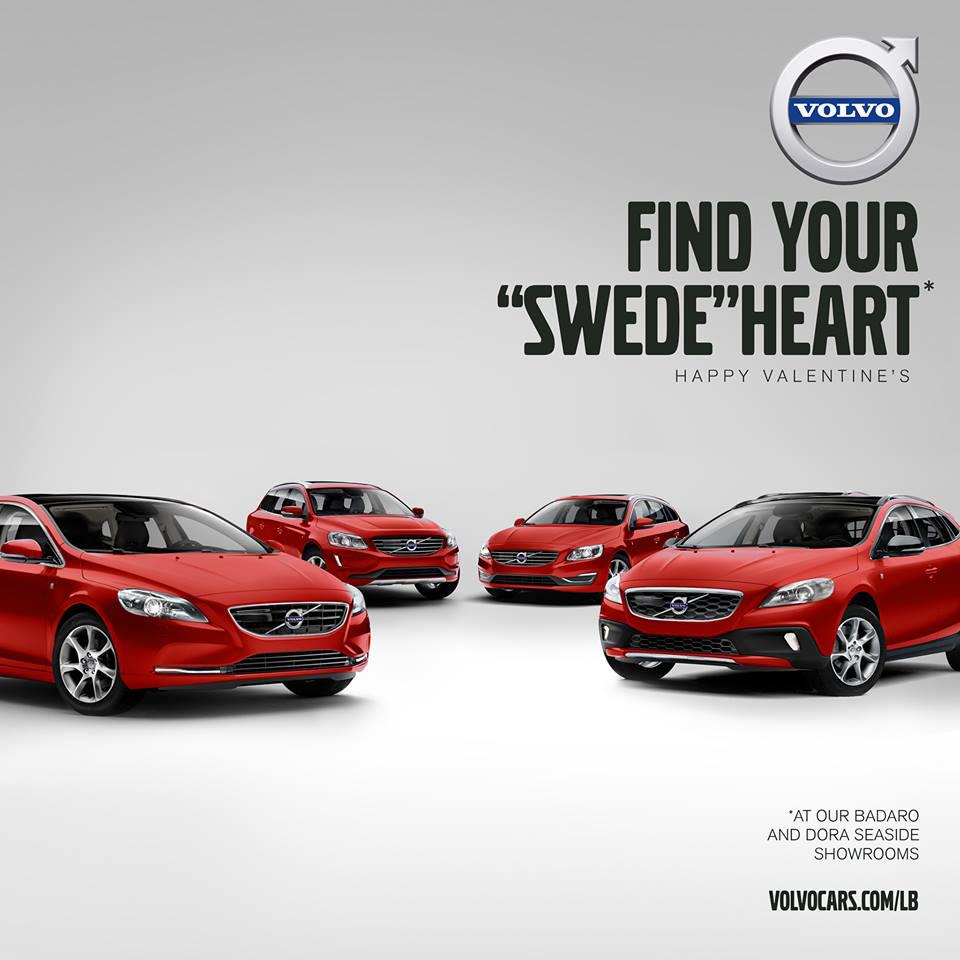 VOLVO
FIND YOUR
“SWEDE”HEART*
HAPPY VALENTINE'S
*AT OUR BADARO
AND DORA SEASIDE
SHOWROOMS
VOLVOCARS.COM/LB